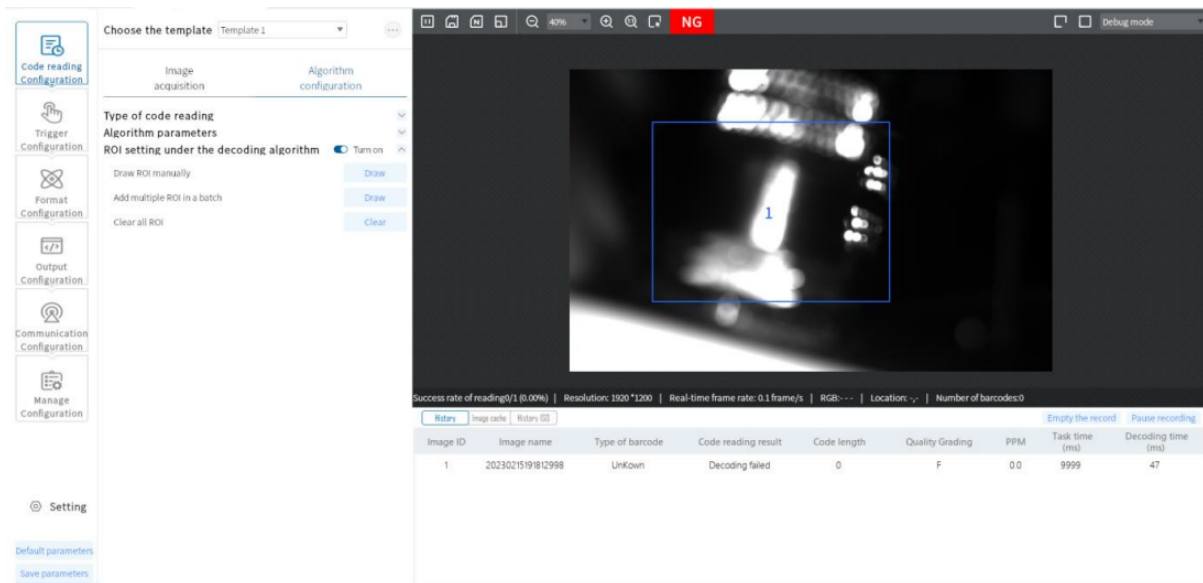 Code reading
Configuration
Trigger
Configuration
Format
Configuration
Output
Configuration
Communication
Configuration
Manage
Configuration
Setting
Default parameters
Save parameters
Choose the template Template 1
Image
acquisition
Algorithm
configuration
Type of code reading
Algorithm parameters
ROI setting under the decoding algorithm Turn on
Draw ROI manually Draw
Add multiple ROI in a batch Draw
Clear all ROI Clear
40% NG Debug mode
1
Success rate of reading0/1 (0.00%) | Resolution: 1920 *1200 | Real-time frame rate: 0.1 frame/s | RGB:- - - | Location: -,- | Number of barcodes:0
History Image cache History Empty the record Pause recording
Image ID Image name Type of barcode Code reading result Code length Quality Grading PPM Task time (ms) Decoding time (ms)
1 20230215191812998 UnKown Decoding failed 0 F 0.0 9999 47